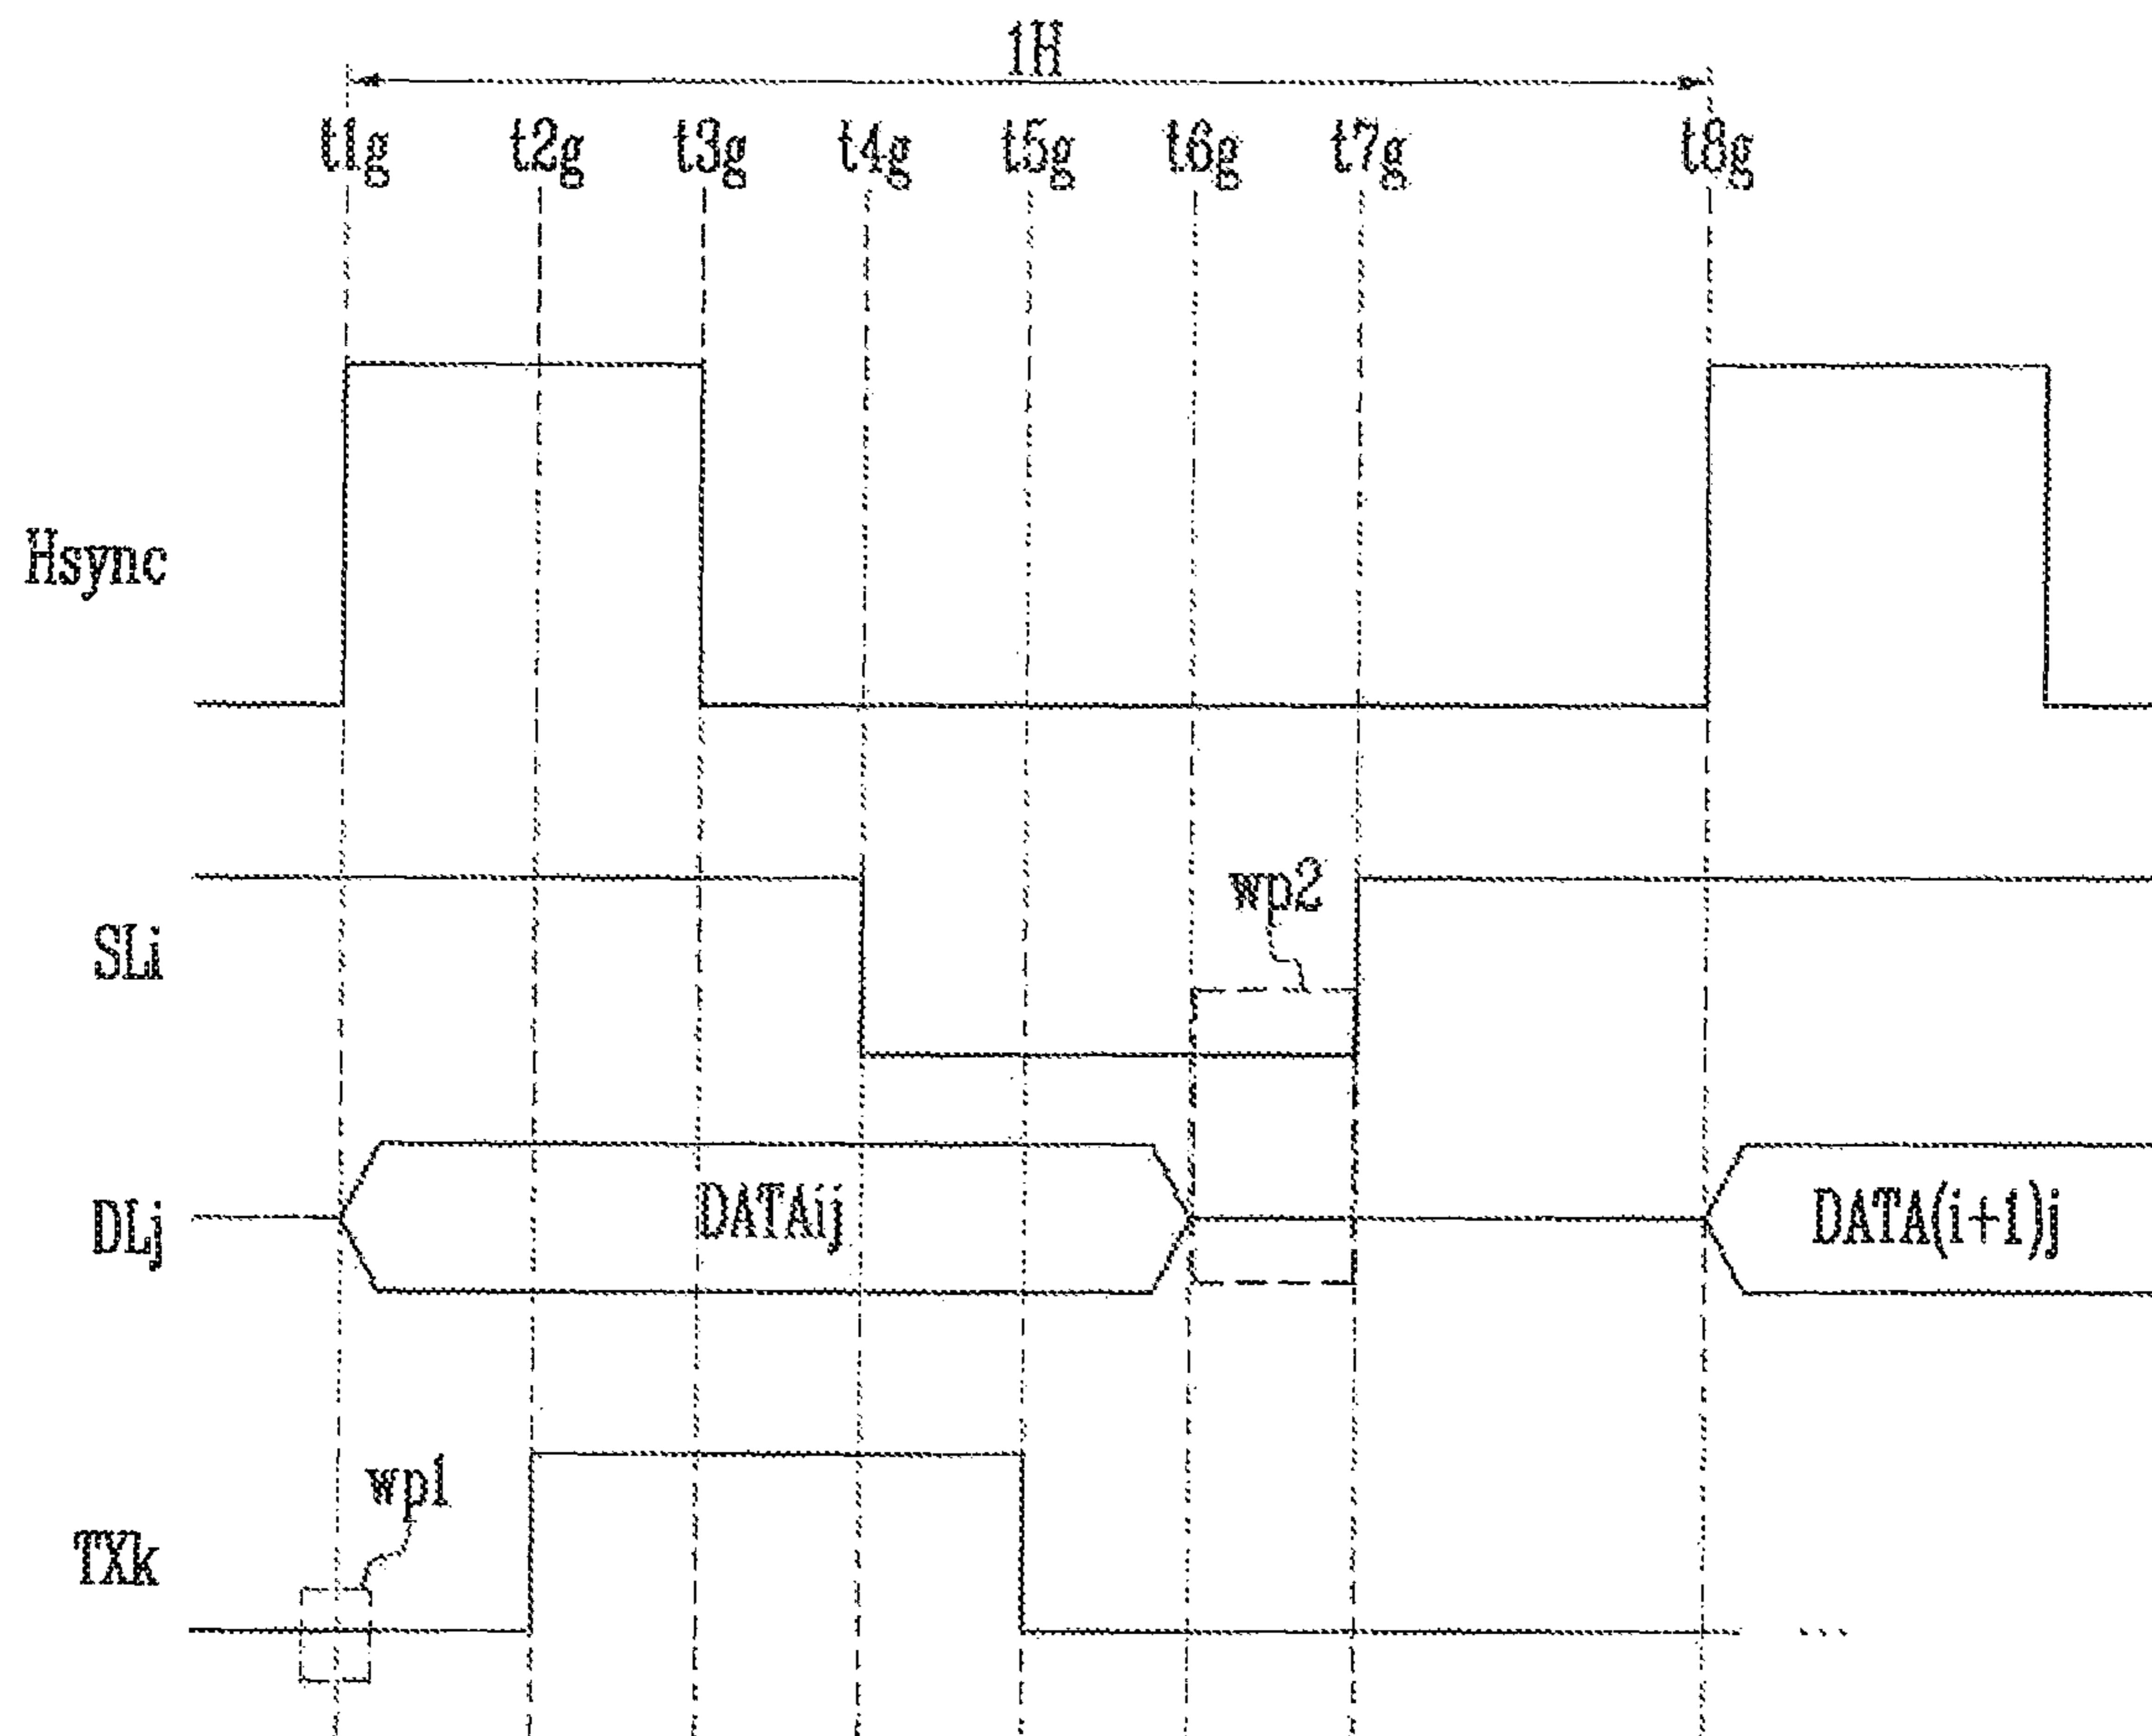 1H
t1g t2g t3g t4g t5g t6g t7g t8g
Hsync
wp2
SLi
DLj DATAij DATA(i+1)j
wp1
TXk